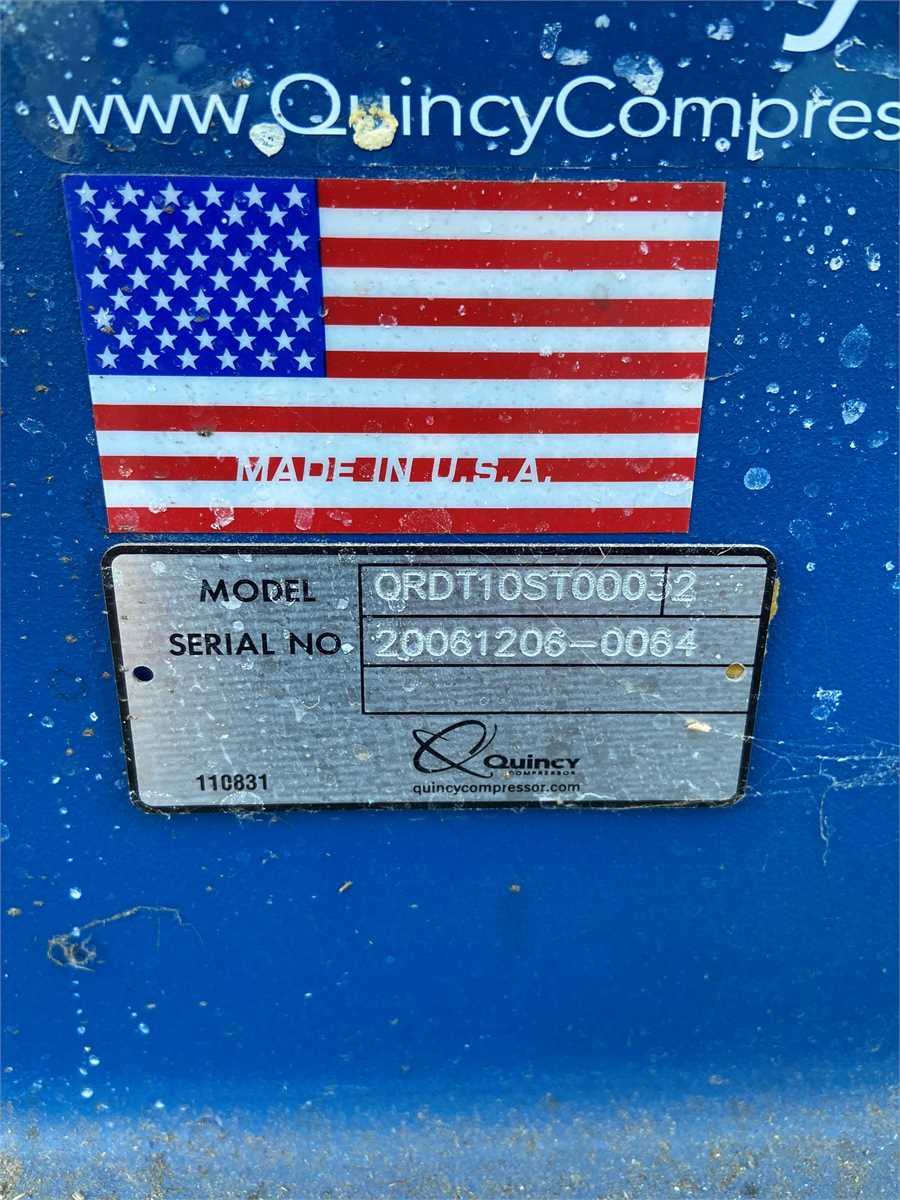 www.QuincyCompres
MADE IN U.S.A.
MODEL QRDT10ST00032
SERIAL NO. 20061206-0064
Quincy
COMPRESSOR
110831
quincycompressor.com